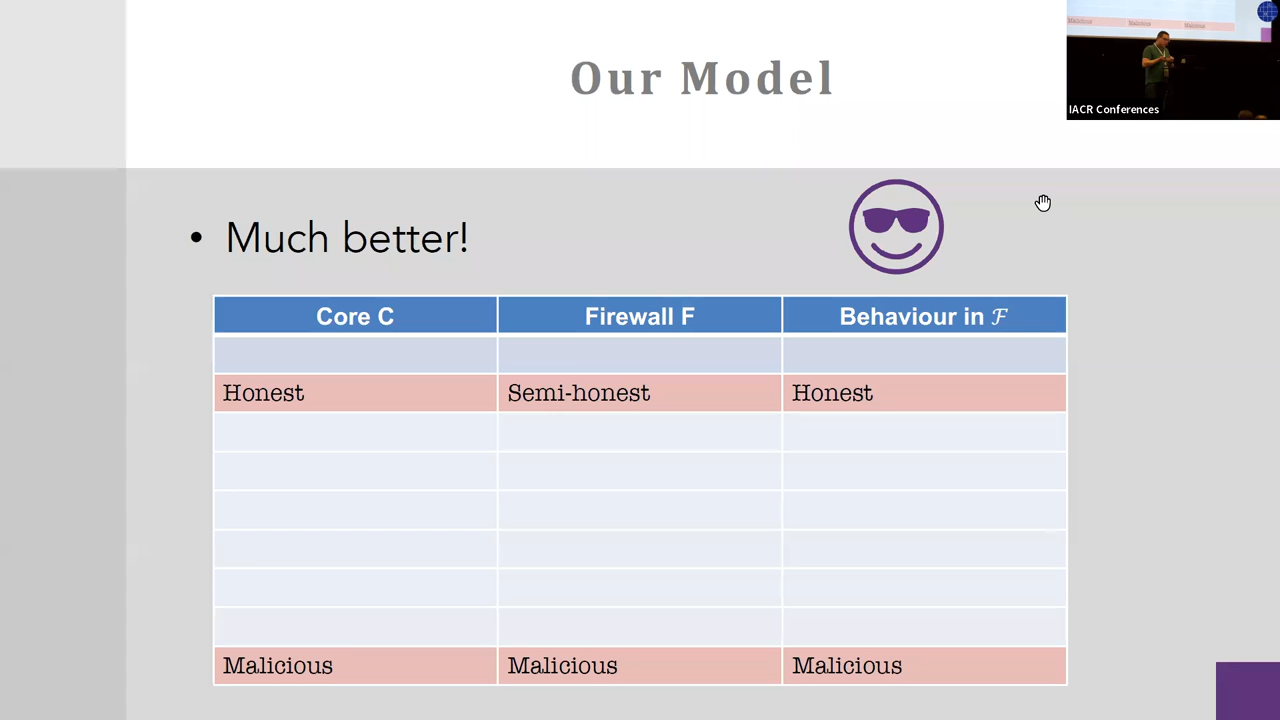 Our Model
IACR Conferences
• Much better!
Core C
Firewall F
Behaviour in ℱ
Honest
Semi-honest
Honest
Malicious
Malicious
Malicious